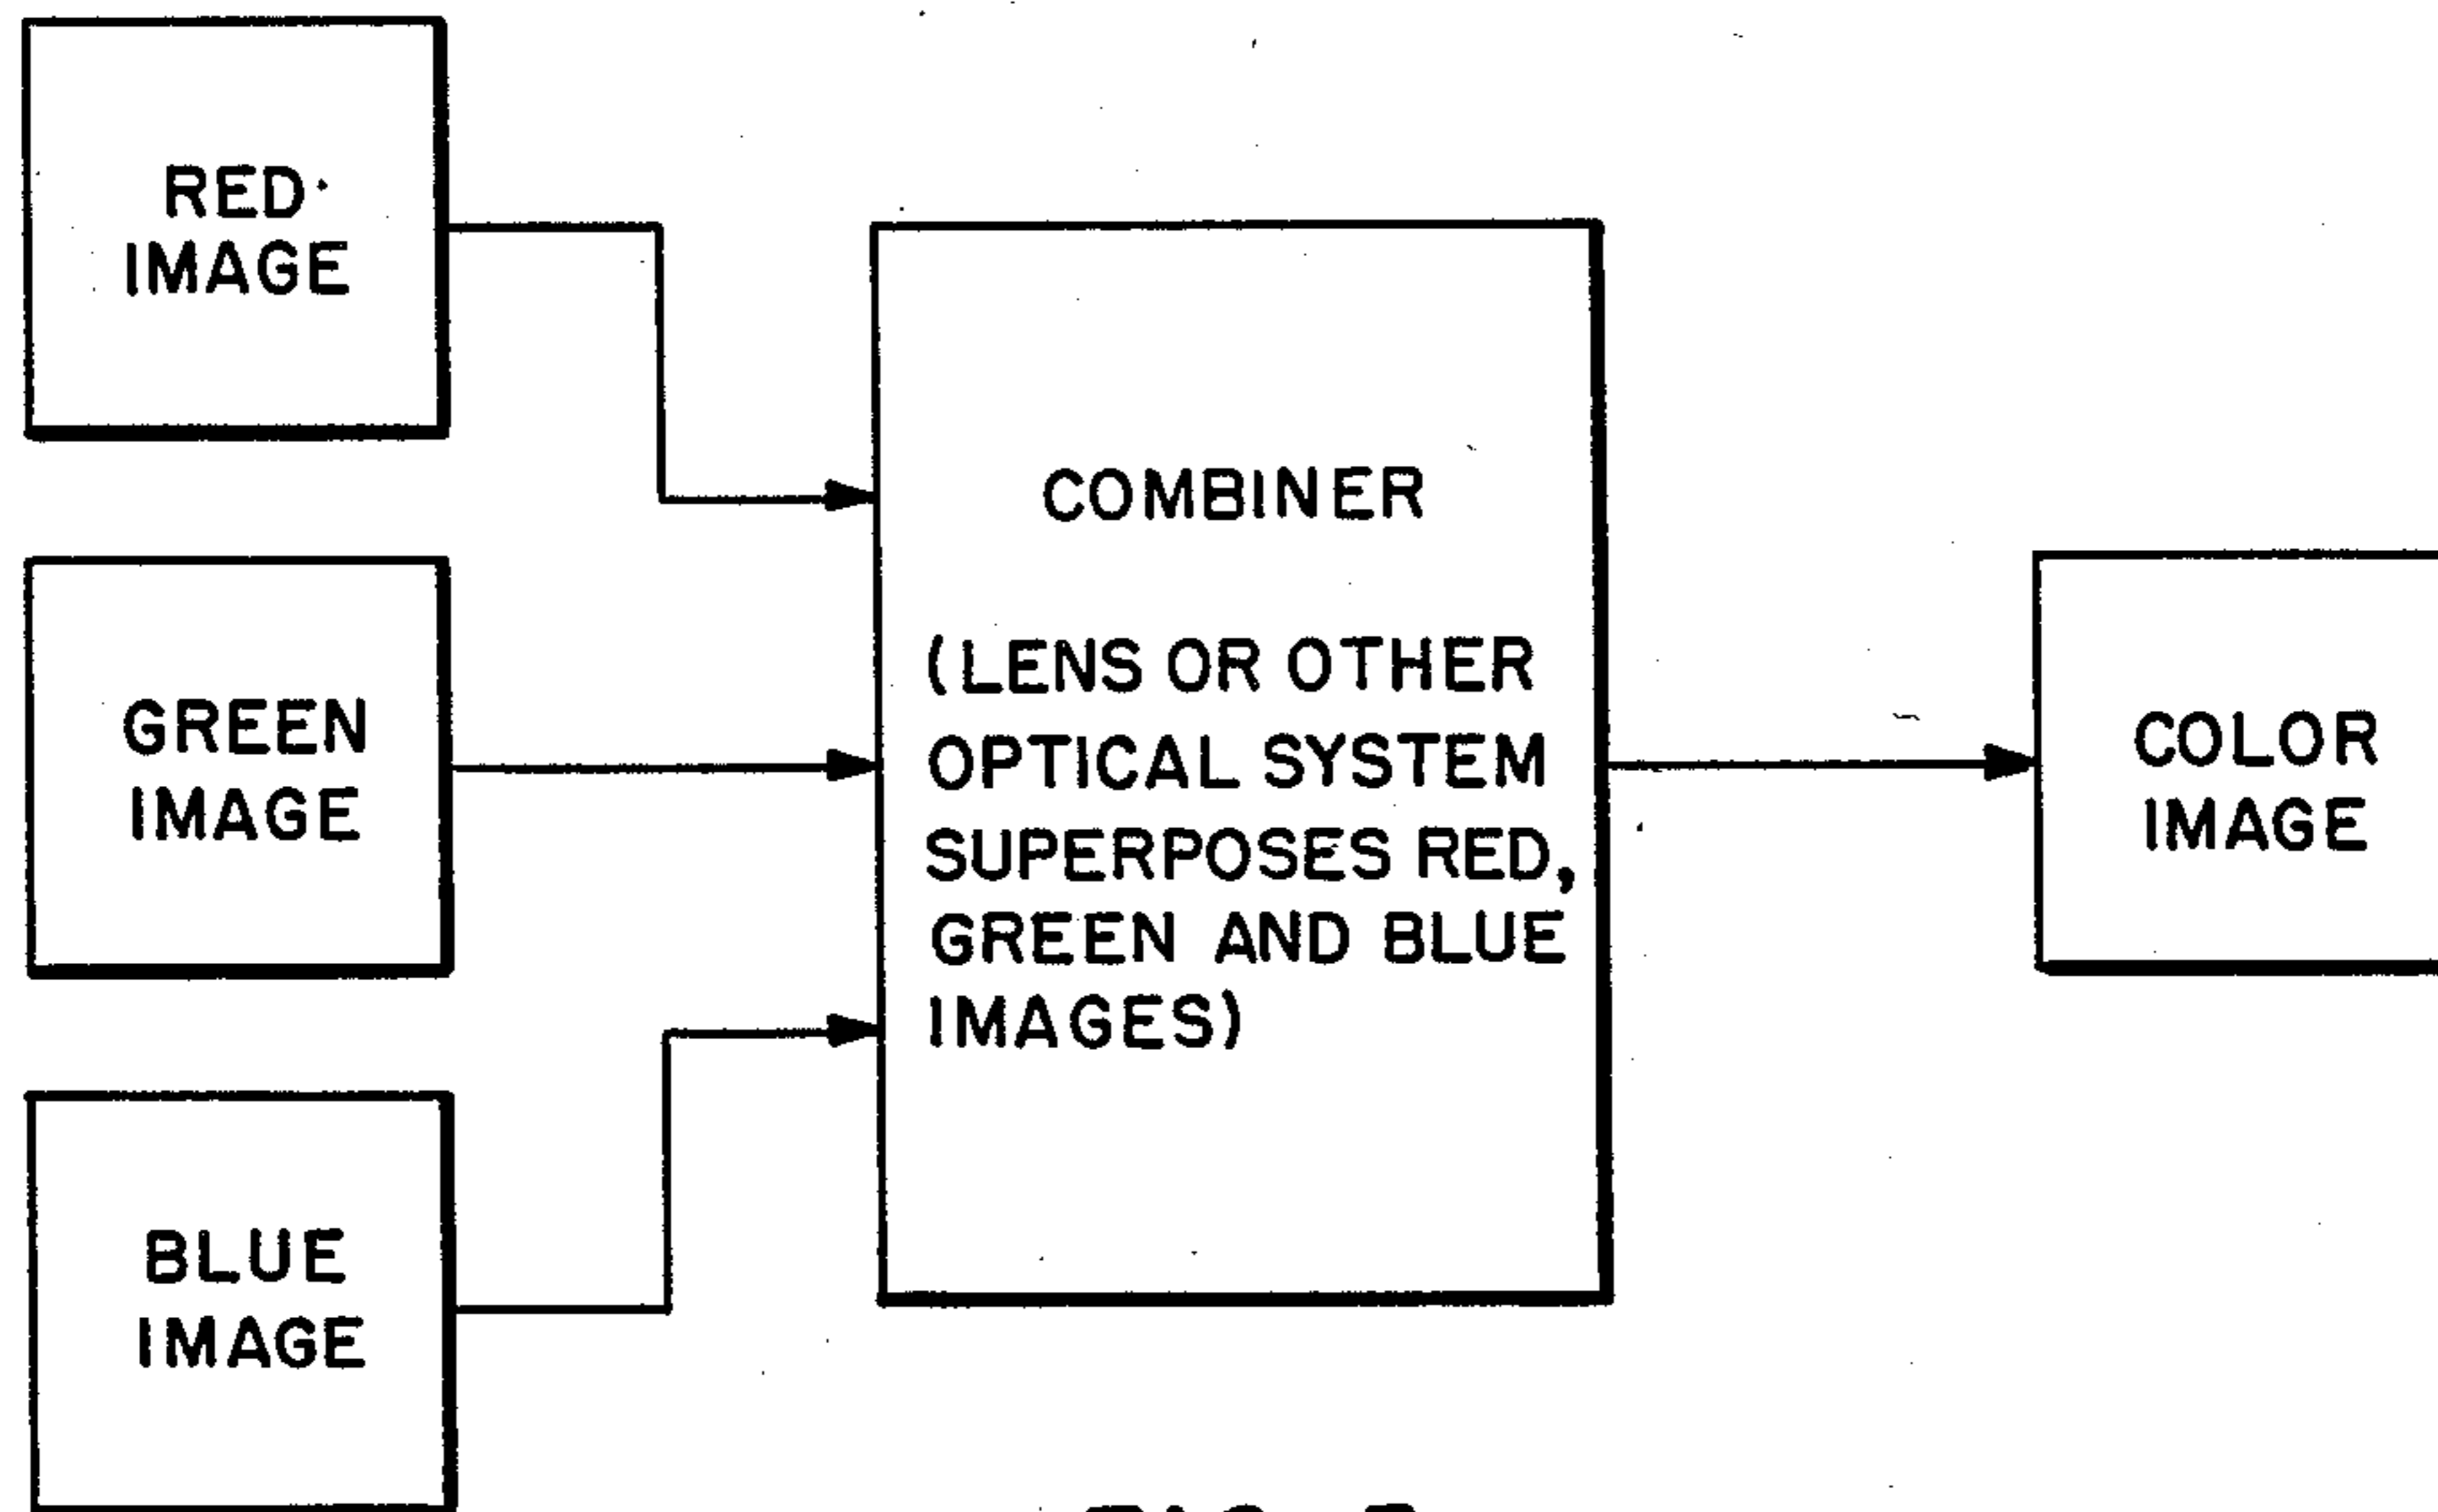 RED
IMAGE
GREEN
IMAGE
BLUE
IMAGE
COMBINER
(LENS OR OTHER
OPTICAL SYSTEM
SUPERPOSES RED,
GREEN AND BLUE
IMAGES)
COLOR
IMAGE